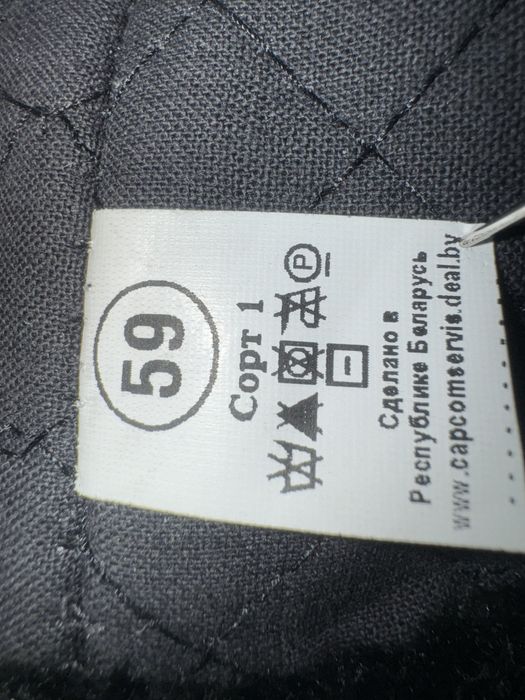 59
Сорт 1
P
Сделано в
Республике Беларусь
www.capcomservis.deal.by